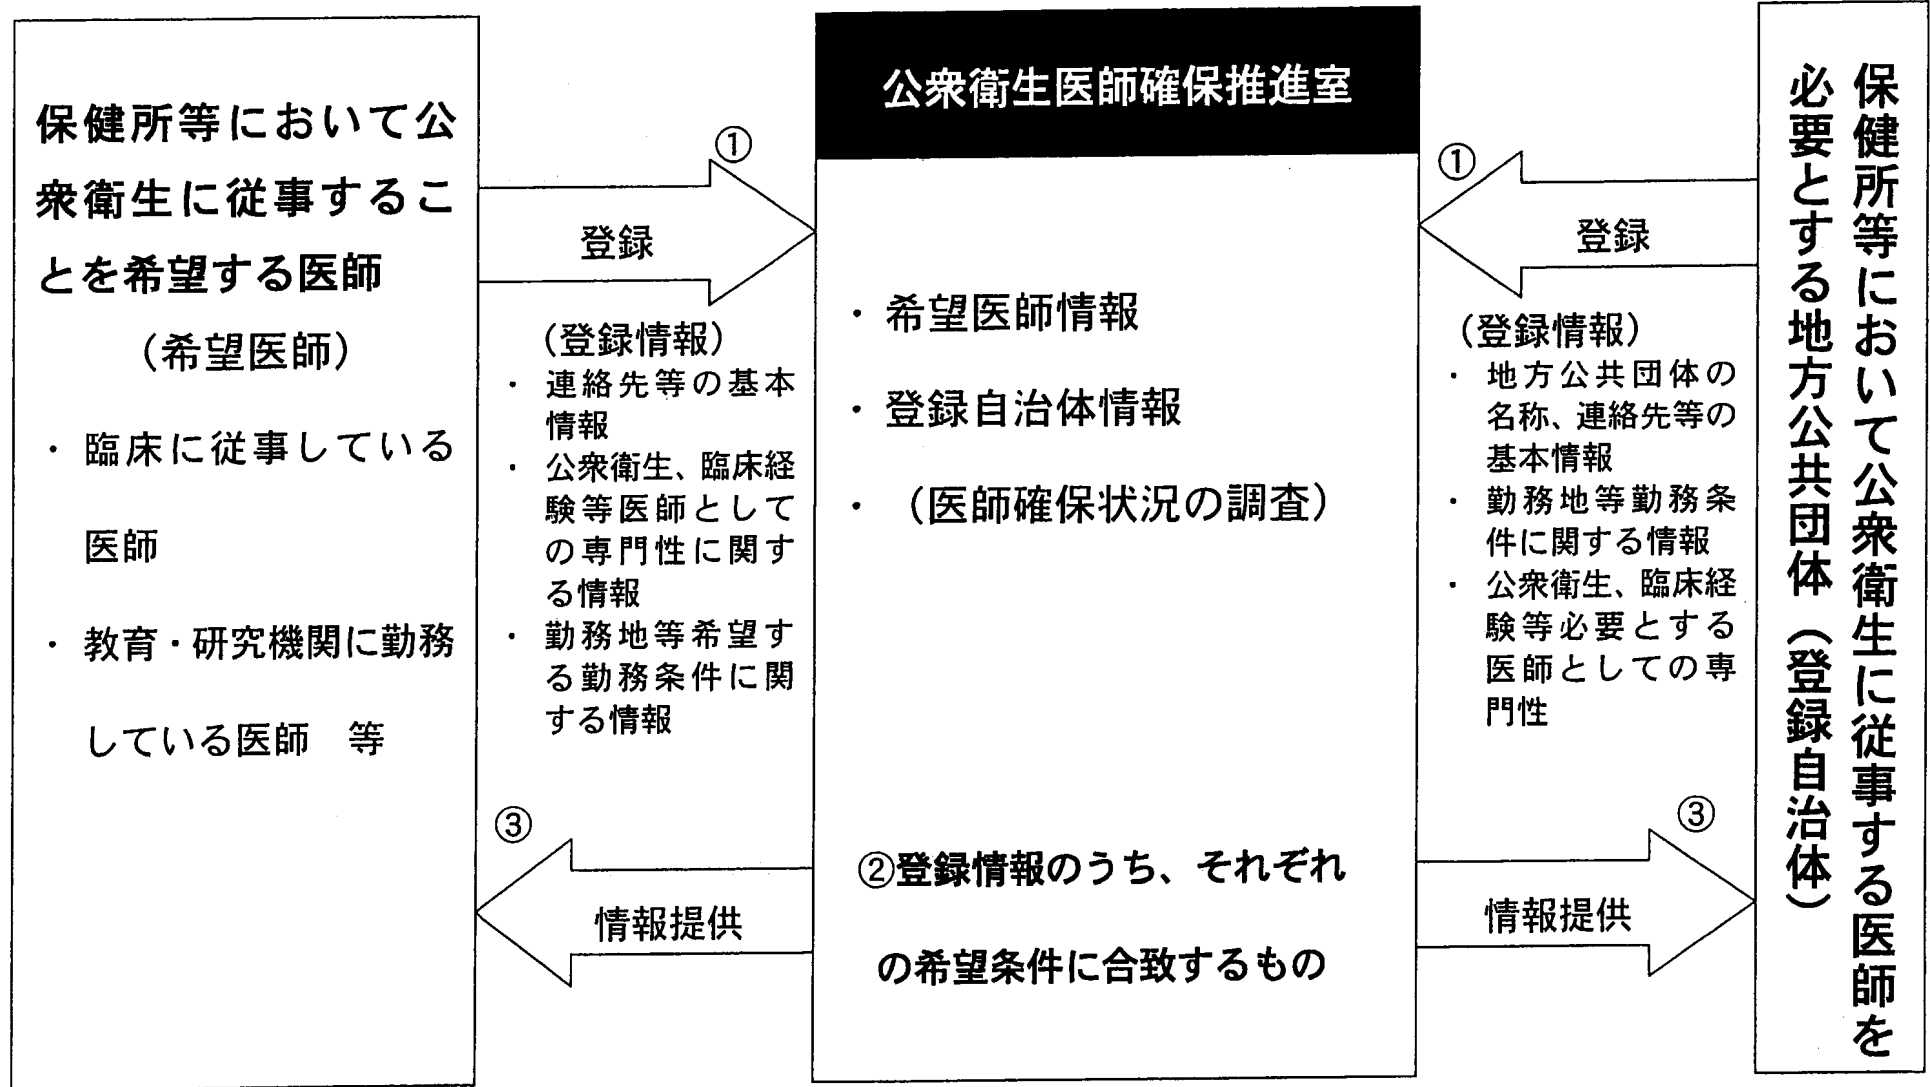 保健所等において公
衆衛生に従事するこ
とを希望する医師
（希望医師）
・ 臨床に従事している
医師
・ 教育・研究機関に勤務
している医師　等
①
登録
（登録情報）
・ 連絡先等の基本
情報
・ 公衆衛生、臨床経
験等医師として
の専門性に関す
る情報
・ 勤務地等希望す
る勤務条件に関
する情報
③
情報提供
公衆衛生医師確保推進室
・ 希望医師情報
・ 登録自治体情報
・ （医師確保状況の調査）
②登録情報のうち、それぞれ
の希望条件に合致するもの
①
登録
（登録情報）
・ 地方公共団体の
名称、連絡先等の
基本情報
・ 勤務地等勤務条
件に関する情報
・ 公衆衛生、臨床経
験等必要とする
医師としての専
門性
③
情報提供
保健所等において公衆衛生に従事する医師を
必要とする地方公共団体（登録自治体）